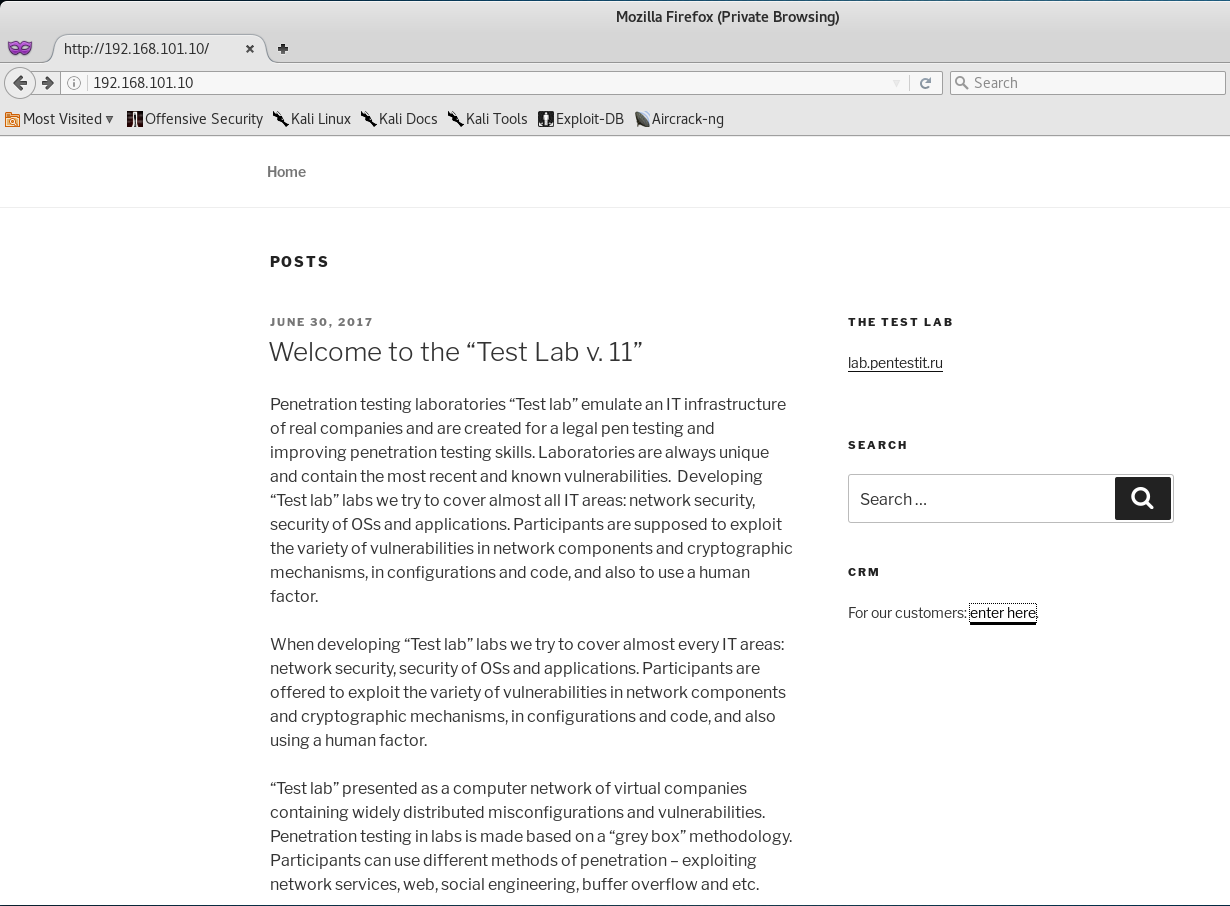 Mozilla Firefox (Private Browsing)
http://192.168.101.10/
192.168.101.10
Search
Most Visited
Offensive Security
Kali Linux
Kali Docs
Kali Tools
Exploit-DB
Aircrack-ng
Home
POSTS
JUNE 30, 2017
Welcome to the “Test Lab v. 11”
Penetration testing laboratories “Test lab” emulate an IT infrastructure
of real companies and are created for a legal pen testing and
improving penetration testing skills. Laboratories are always unique
and contain the most recent and known vulnerabilities.  Developing
“Test lab” labs we try to cover almost all IT areas: network security,
security of OSs and applications. Participants are supposed to exploit
the variety of vulnerabilities in network components and cryptographic
mechanisms, in configurations and code, and also to use a human
factor.
When developing “Test lab” labs we try to cover almost every IT areas:
network security, security of OSs and applications. Participants are
offered to exploit the variety of vulnerabilities in network components
and cryptographic mechanisms, in configurations and code, and also
using a human factor.
“Test lab” presented as a computer network of virtual companies
containing widely distributed misconfigurations and vulnerabilities.
Penetration testing in labs is made based on a “grey box” methodology.
Participants can use different methods of penetration – exploiting
network services, web, social engineering, buffer overflow and etc.
THE TEST LAB
lab.pentestit.ru
SEARCH
Search …
CRM
For our customers: enter here.